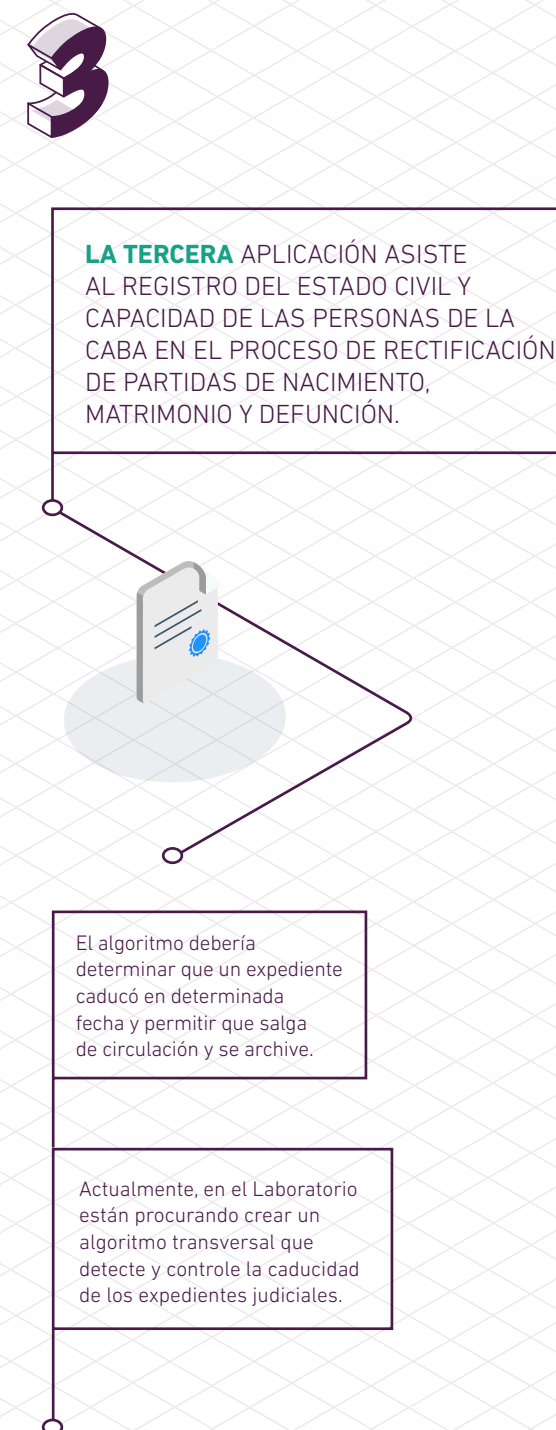 3
LA TERCERA APLICACIÓN ASISTE
AL REGISTRO DEL ESTADO CIVIL Y
CAPACIDAD DE LAS PERSONAS DE LA
CABA EN EL PROCESO DE RECTIFICACIÓN
DE PARTIDAS DE NACIMIENTO,
MATRIMONIO Y DEFUNCIÓN.
El algoritmo debería
determinar que un expediente
caducó en determinada
fecha y permitir que salga
de circulación y se archive.
Actualmente, en el Laboratorio
están procurando crear un
algoritmo transversal que
detecte y controle la caducidad
de los expedientes judiciales.